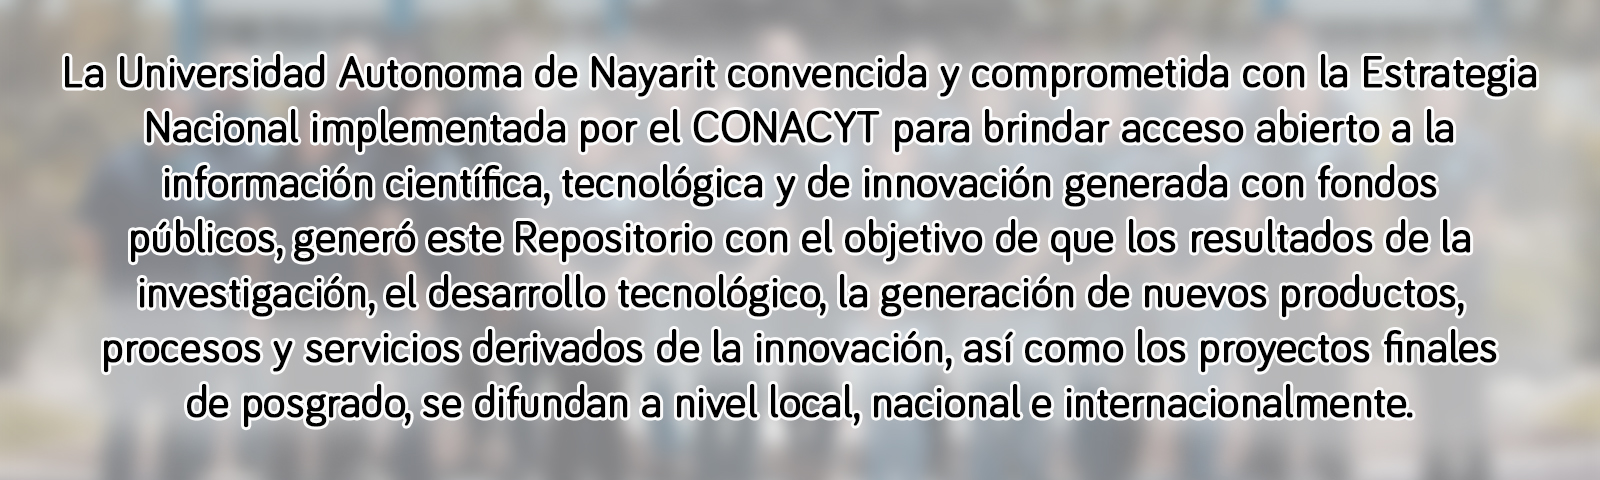 La Universidad Autonoma de Nayarit convencida y comprometida con la Estrategia
Nacional implementada por el CONACYT para brindar acceso abierto a la
información científica, tecnológica y de innovación generada con fondos
públicos, generó este Repositorio con el objetivo de que los resultados de la
investigación, el desarrollo tecnológico, la generación de nuevos productos,
procesos y servicios derivados de la innovación, así como los proyectos finales
de posgrado, se difundan a nivel local, nacional e internacionalmente.